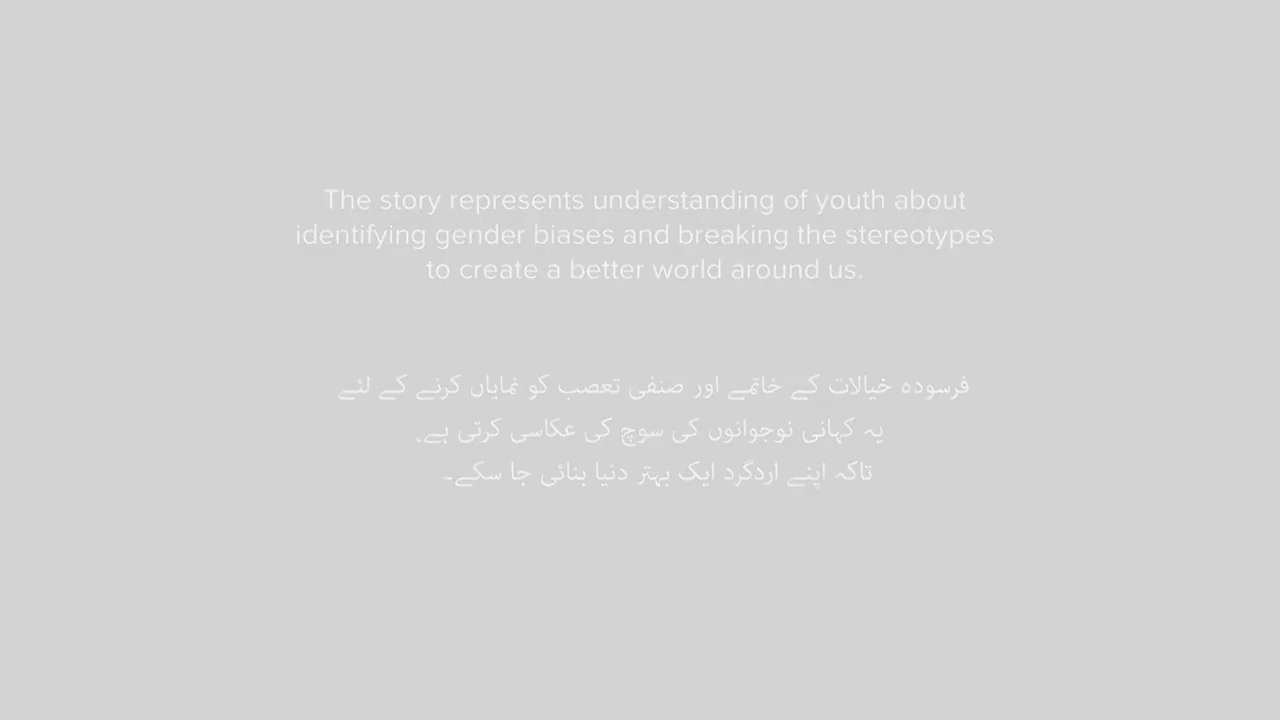 The story represents understanding of youth about
identifying gender biases and breaking the stereotypes
to create a better world around us.
فرسودہ خیالات کے خاتمے اور صنفی تعصب کو نمایاں کرنے کے لئے
یہ کہانی نوجوانوں کی سوچ کی عکاسی کرتی ہے،
تاکہ اپنے اردگرد ایک بہتر دنیا بنائی جا سکے۔